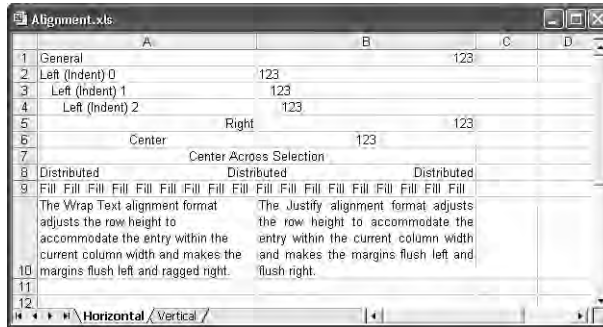 Alignment.xls
A B C D
1 General 123
2 Left (Indent) 0 123
3 Left (Indent) 1 123
4 Left (Indent) 2 123
5 Right 123
6 Center 123
7 Center Across Selection
8 Distributed Distributed Distributed
9 Fill Fill Fill Fill Fill Fill Fill Fill Fill Fill Fill Fill Fill Fill Fill Fill Fill Fill
The Wrap Text alignment format The Justify alignment format adjusts
adjusts the row height to the row height to accommodate the
accommodate the entry within the entry within the current column width
current column width and makes the and makes the margins flush left and
10 margins flush left and ragged right. flush right.
11
12
Horizontal Vertical